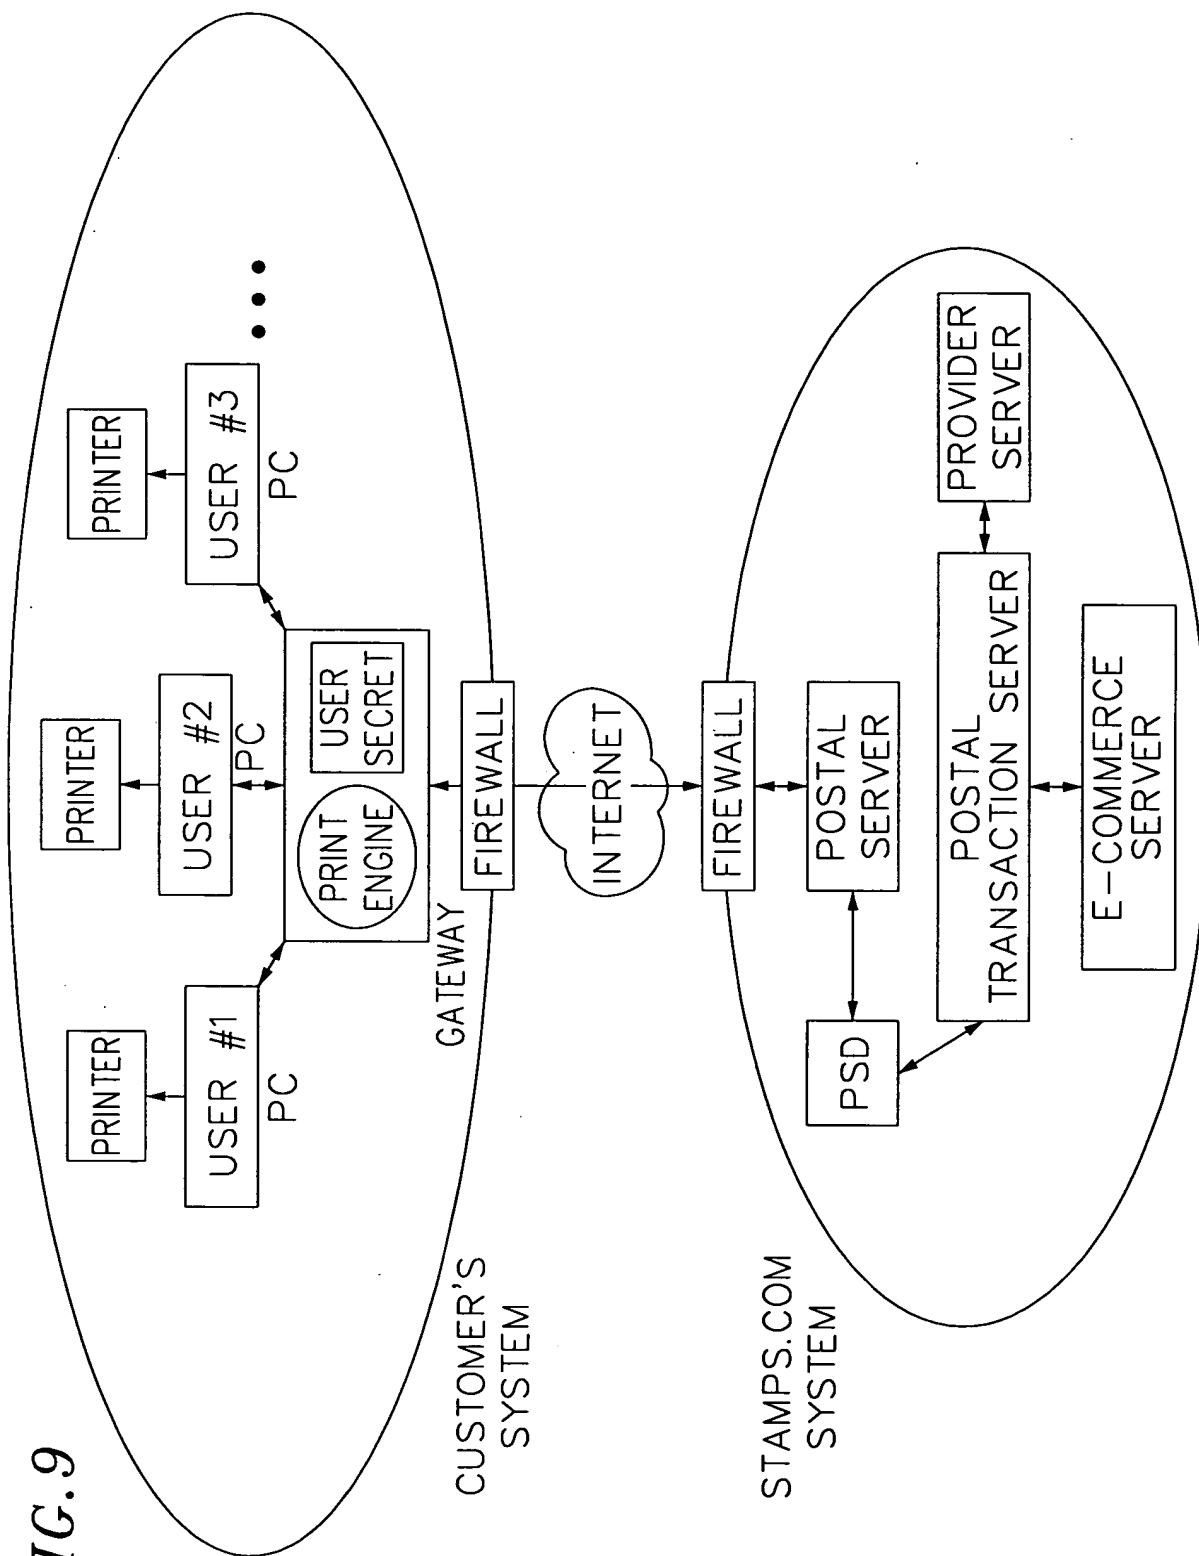 IG.9
PRINTER
PRINTER
PRINTER
USER #1
USER #2
USER #3
PC
PC
PC
PRINT
ENGINE
USER
SECRET
GATEWAY
FIREWALL
CUSTOMER'S
SYSTEM
INTERNET
STAMPS.COM
SYSTEM
FIREWALL
POSTAL
SERVER
PSD
POSTAL
TRANSACTION SERVER
PROVIDER
SERVER
E-COMMERCE
SERVER